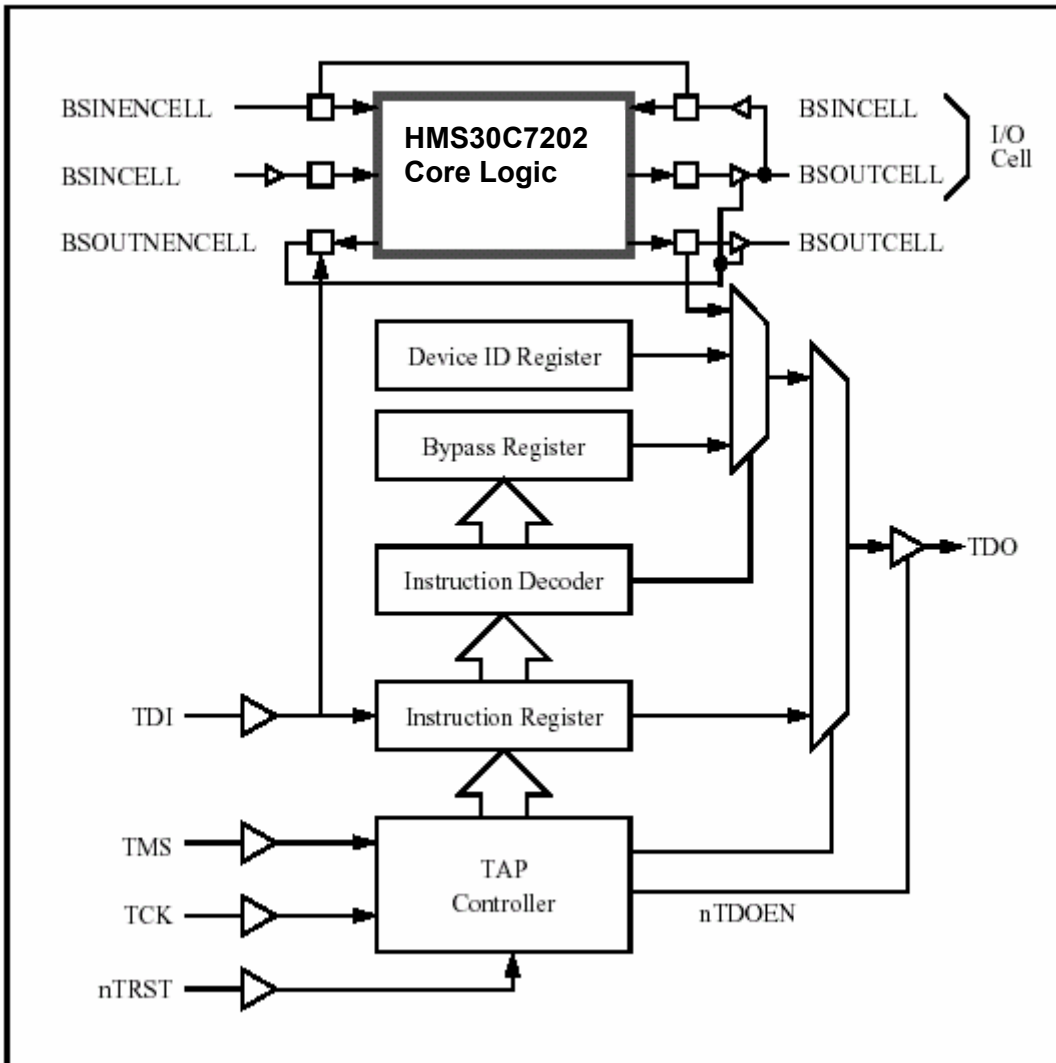 BSINENCELL
BSINCELL
BSOUTNENCELL
HMS30C7202
Core Logic
BSINCELL
BSOUTCELL
BSOUTCELL
I/O
Cell
Device ID Register
Bypass Register
Instruction Decoder
Instruction Register
TDI
TMS
TCK
nTRST
TAP
Controller
nTDOEN
TDO